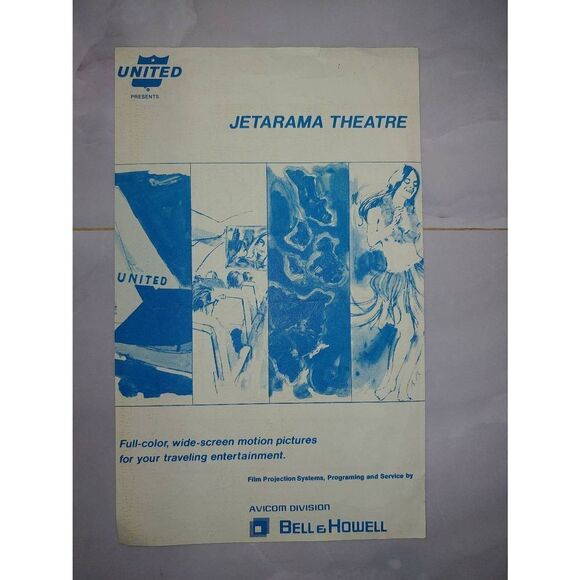 UNITED
PRESENTS
JETARAMA THEATRE
UNITED
Full-color, wide-screen motion pictures
for your traveling entertainment.
Film Projection Systems, Programing and Service by
AVICOM DIVISION
BELL & HOWELL